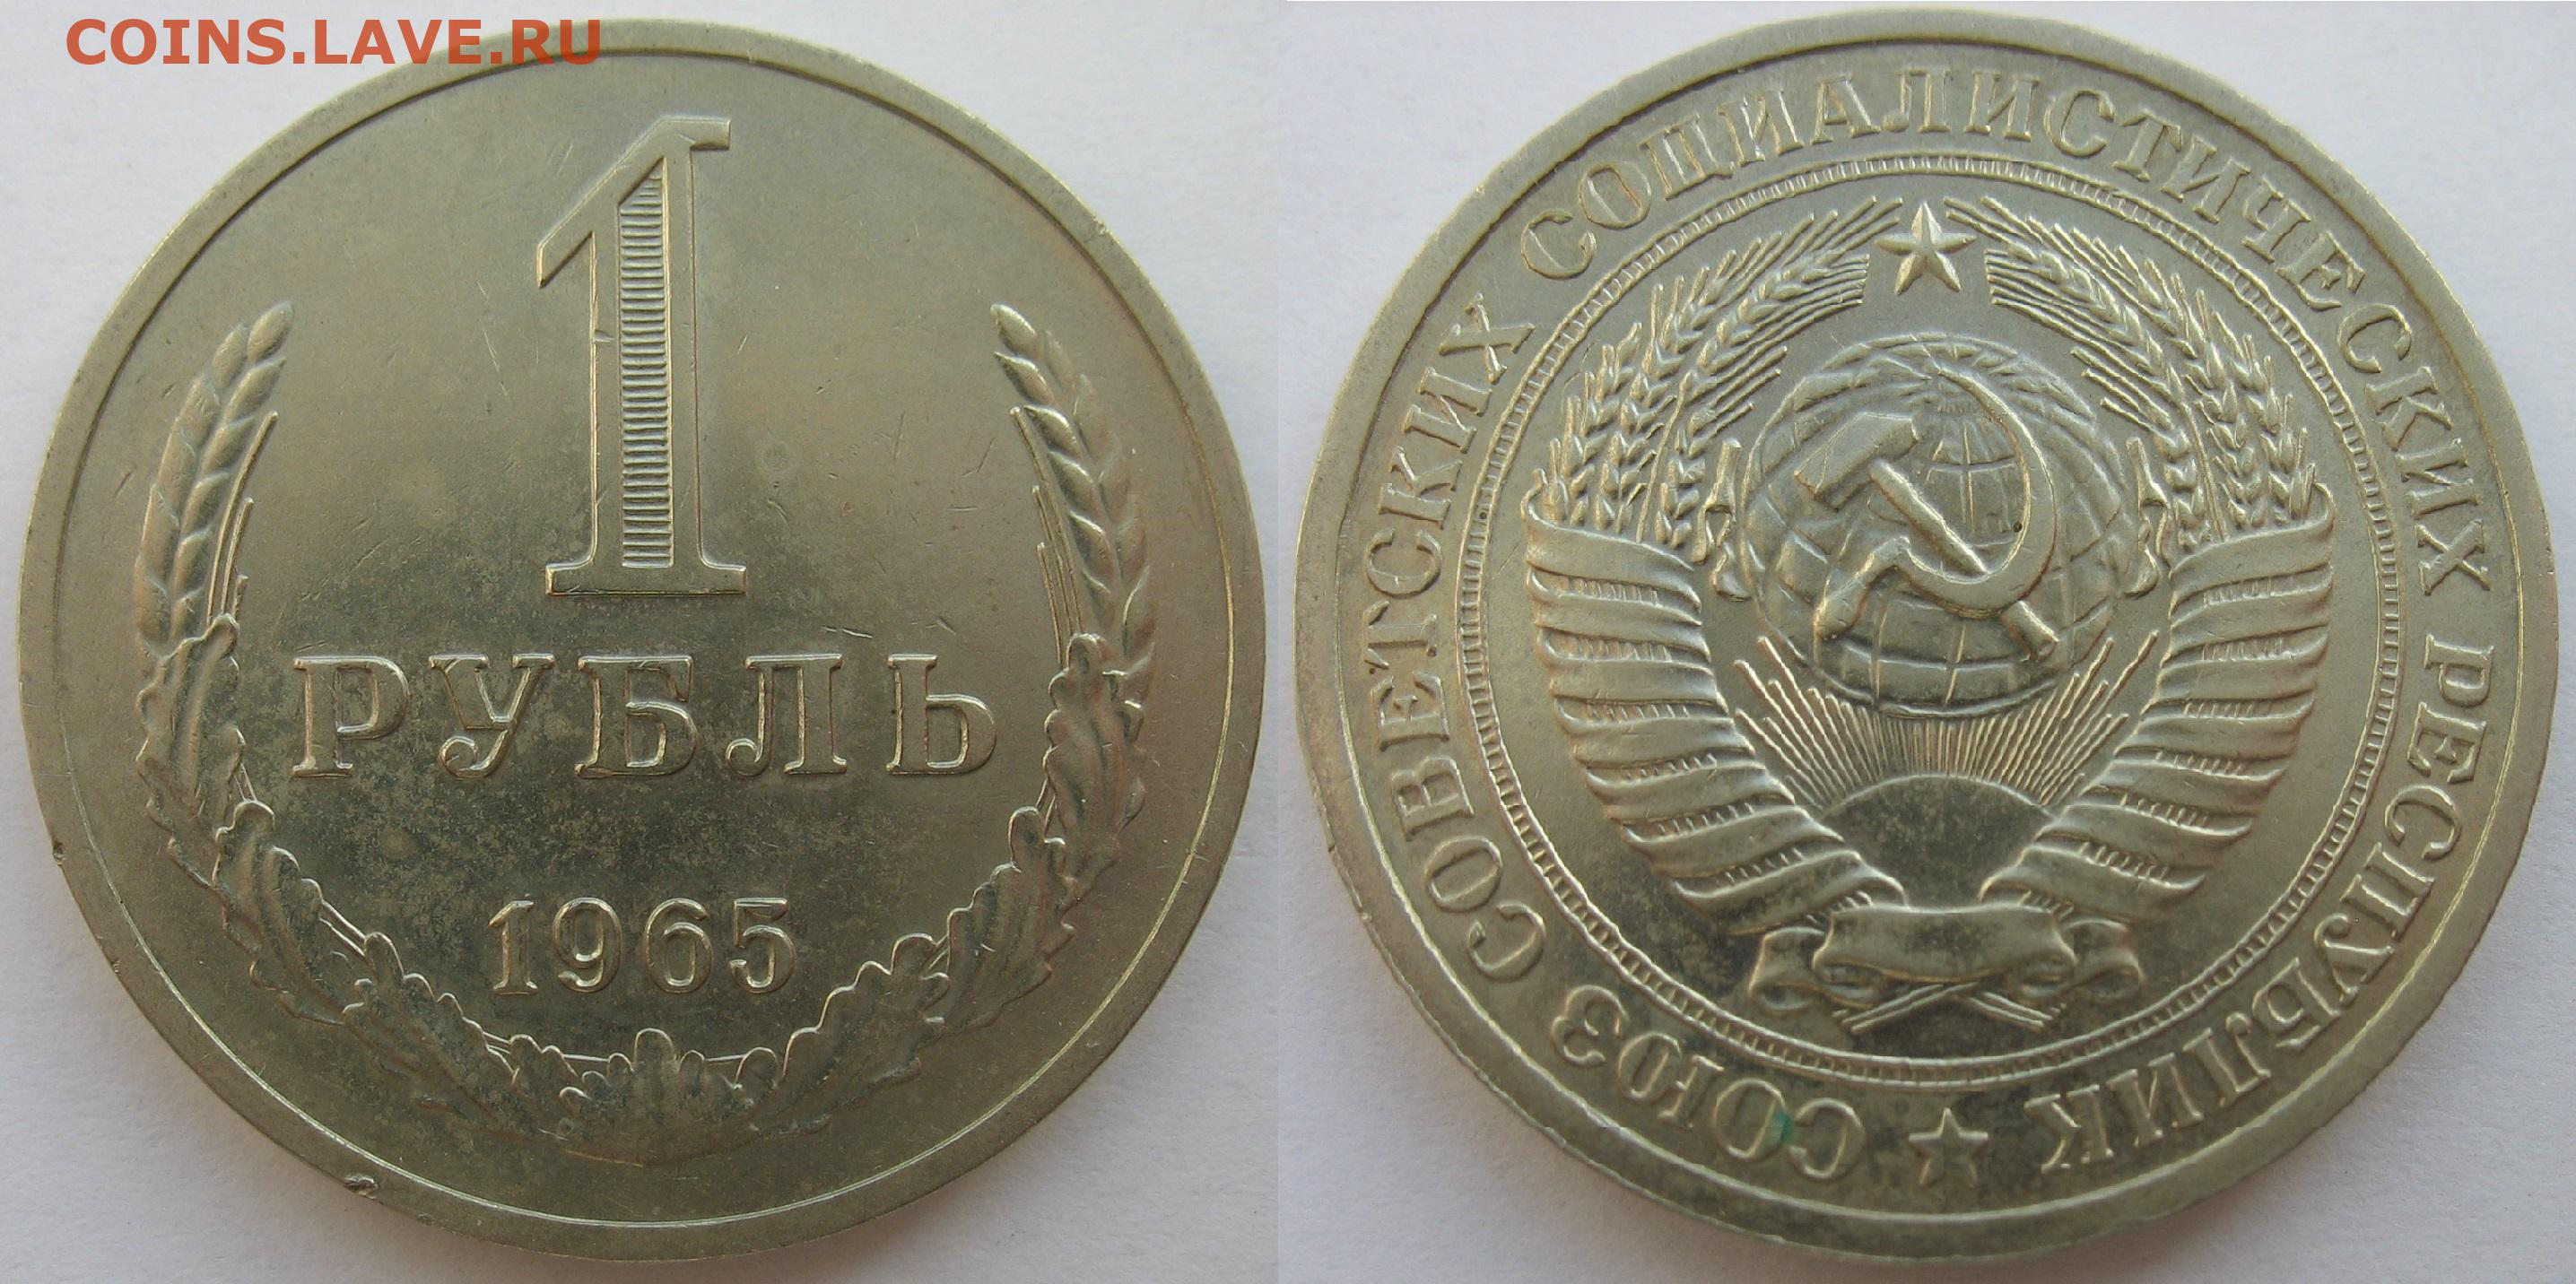 COINS.LAVE.RU
1
РУБЛЬ
1965
СОЮЗ СОВЕТСКИХ СОЦИАЛИСТИЧЕСКИХ РЕСПУБЛИК